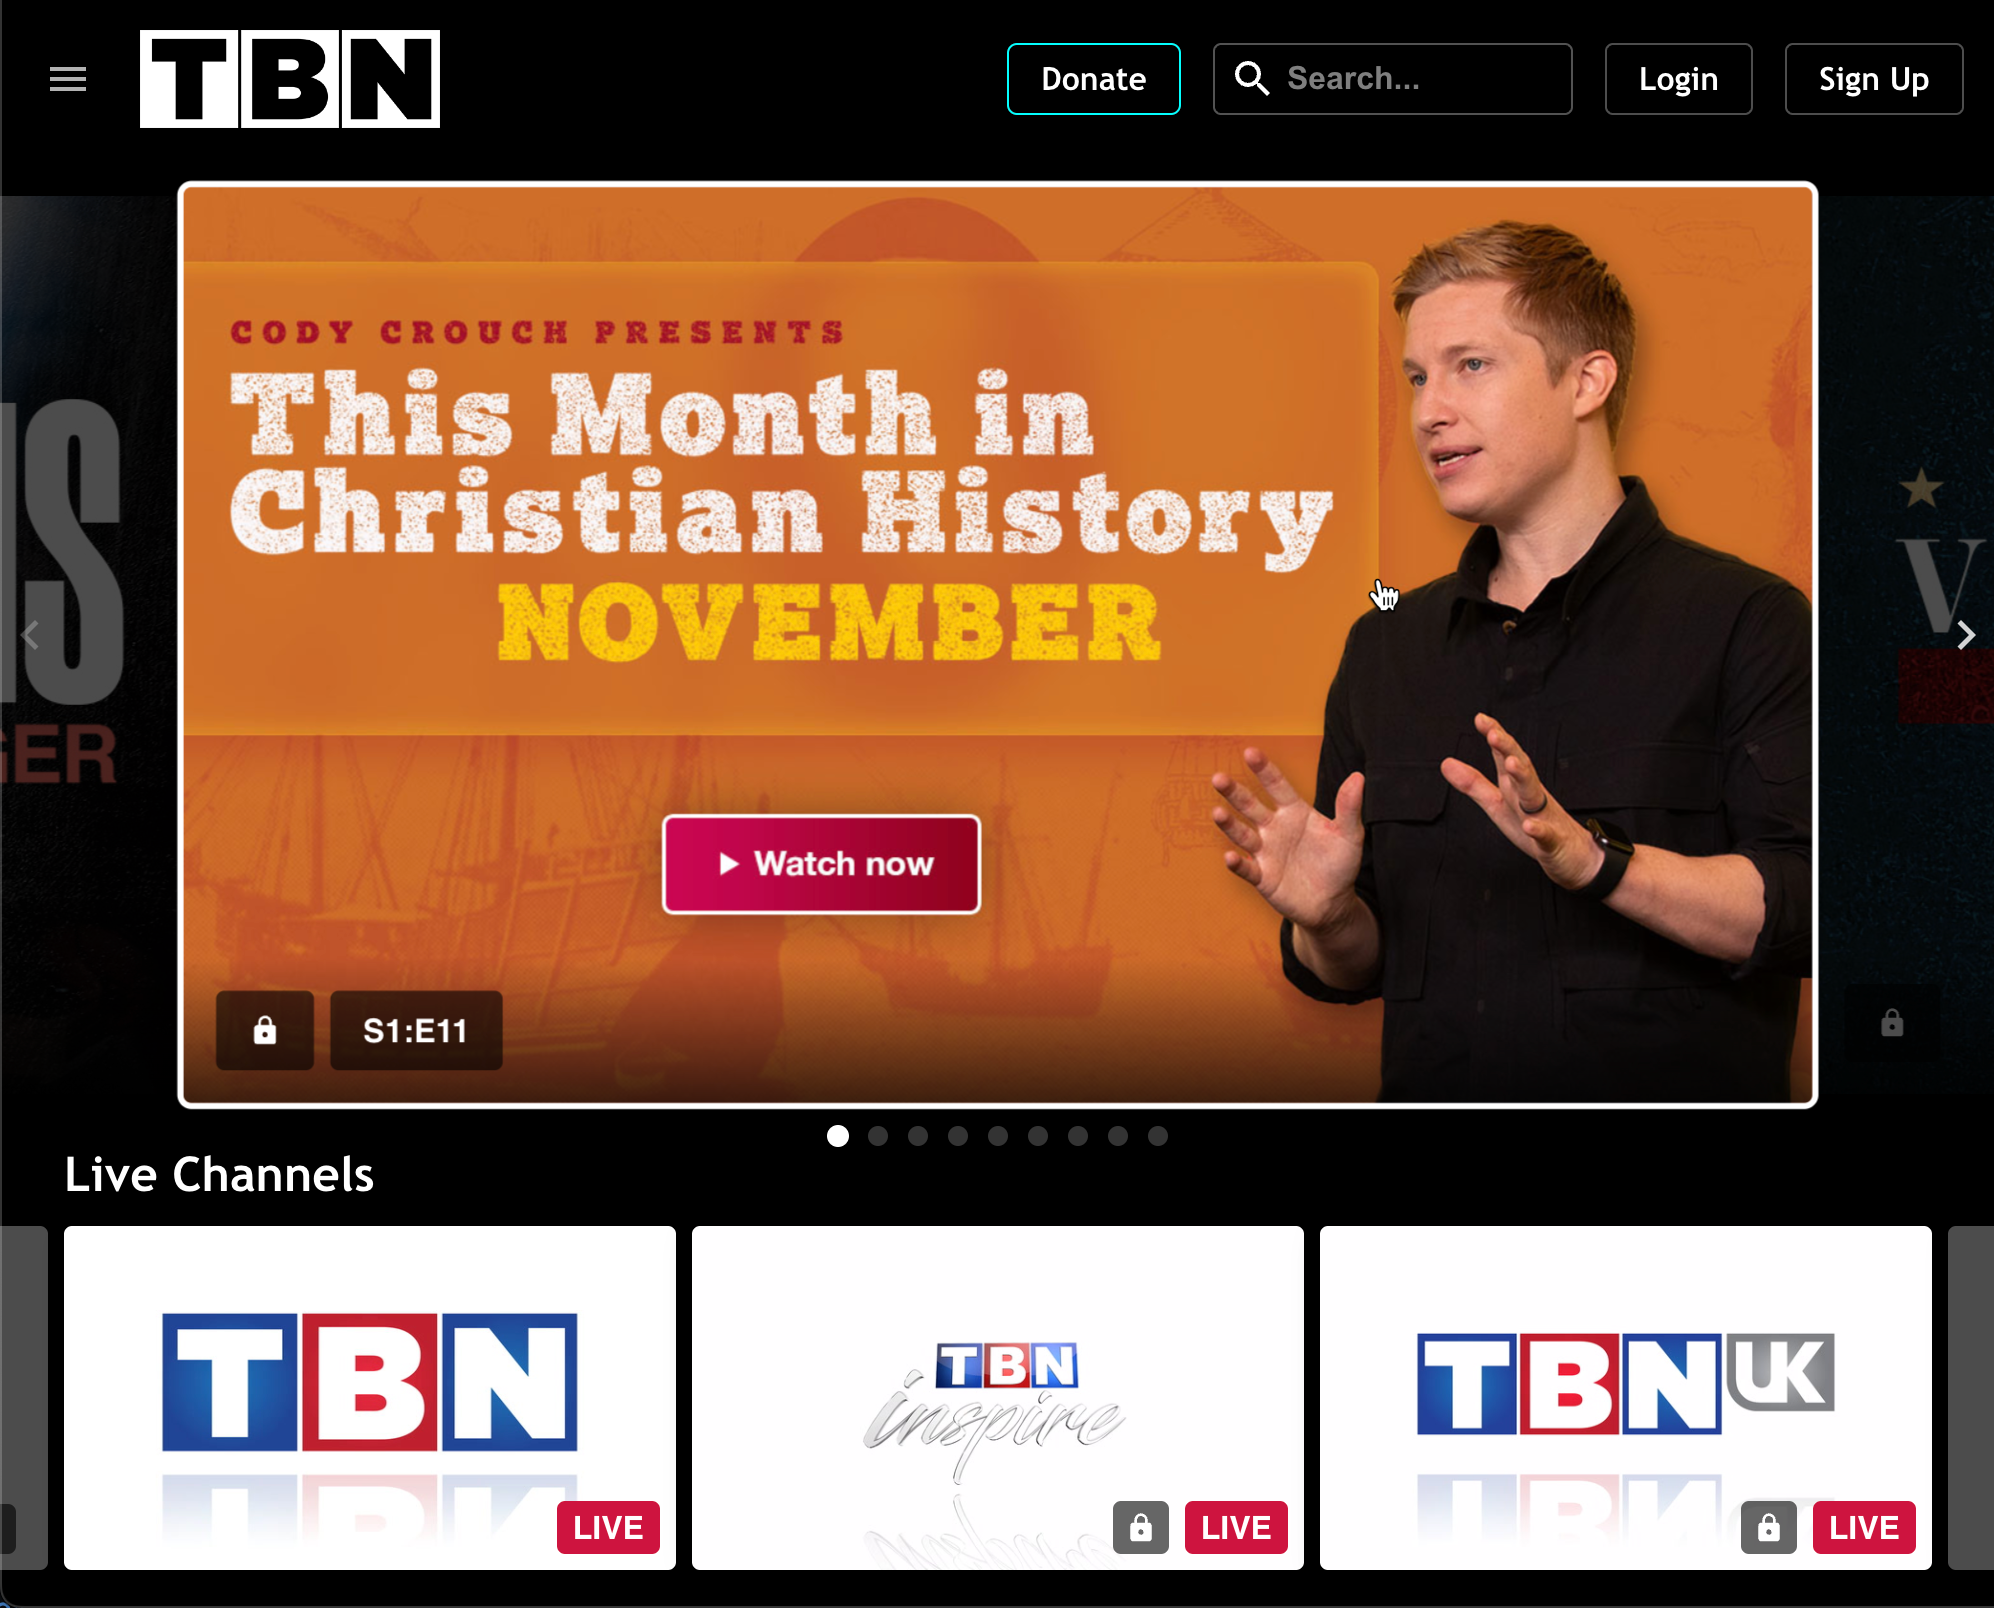 TBN
Donate
Search...
Login
Sign Up
CODY CROUCH PRESENTS
This Month in
Christian History
NOVEMBER
GER
V
Watch now
S1:E11
Live Channels
TBN
LIVE
TBN
inspire
LIVE
TBN UK
LIVE